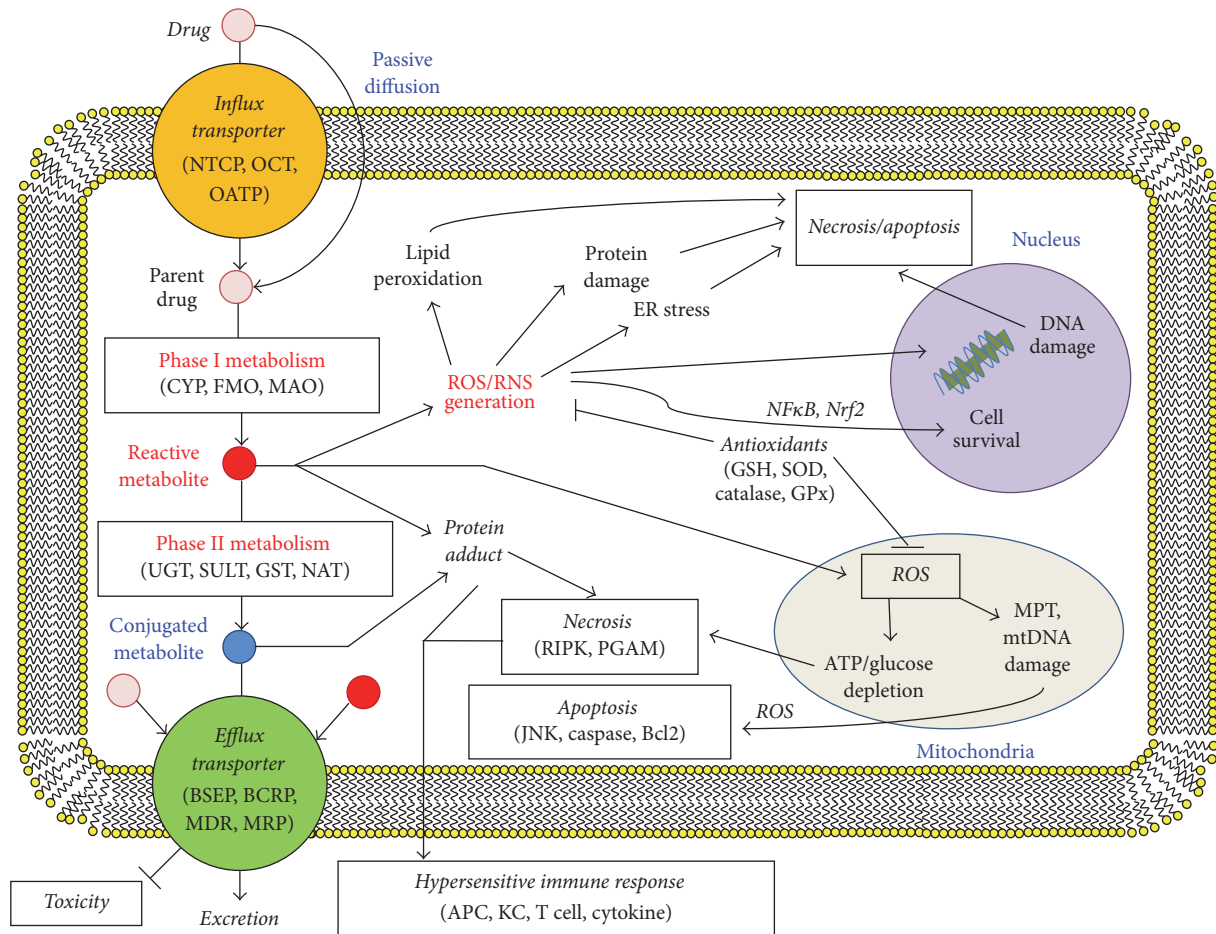 Drug
Passive
diffusion
Influx
transporter
(NTCP, OCT,
OATP)
Parent
drug
Phase I metabolism
(CYP, FMO, MAO)
Reactive
metabolite
Phase II metabolism
(UGT, SULT, GST, NAT)
Conjugated
metabolite
Efflux
transporter
(BSEP, BCRP,
MDR, MRP)
Toxicity
Excretion
Lipid
peroxidation
Protein
damage
ER stress
Necrosis/apoptosis
ROS/RNS
generation
Nucleus
DNA
damage
NFκB, Nrf2
Cell
survival
Antioxidants
(GSH, SOD,
catalase, GPx)
Protein
adduct
Necrosis
(RIPK, PGAM)
Apoptosis
(JNK, caspase, Bcl2)
ROS
MPT,
mtDNA
damage
ATP/glucose
depletion
ROS
Mitochondria
Hypersensitive immune response
(APC, KC, T cell, cytokine)